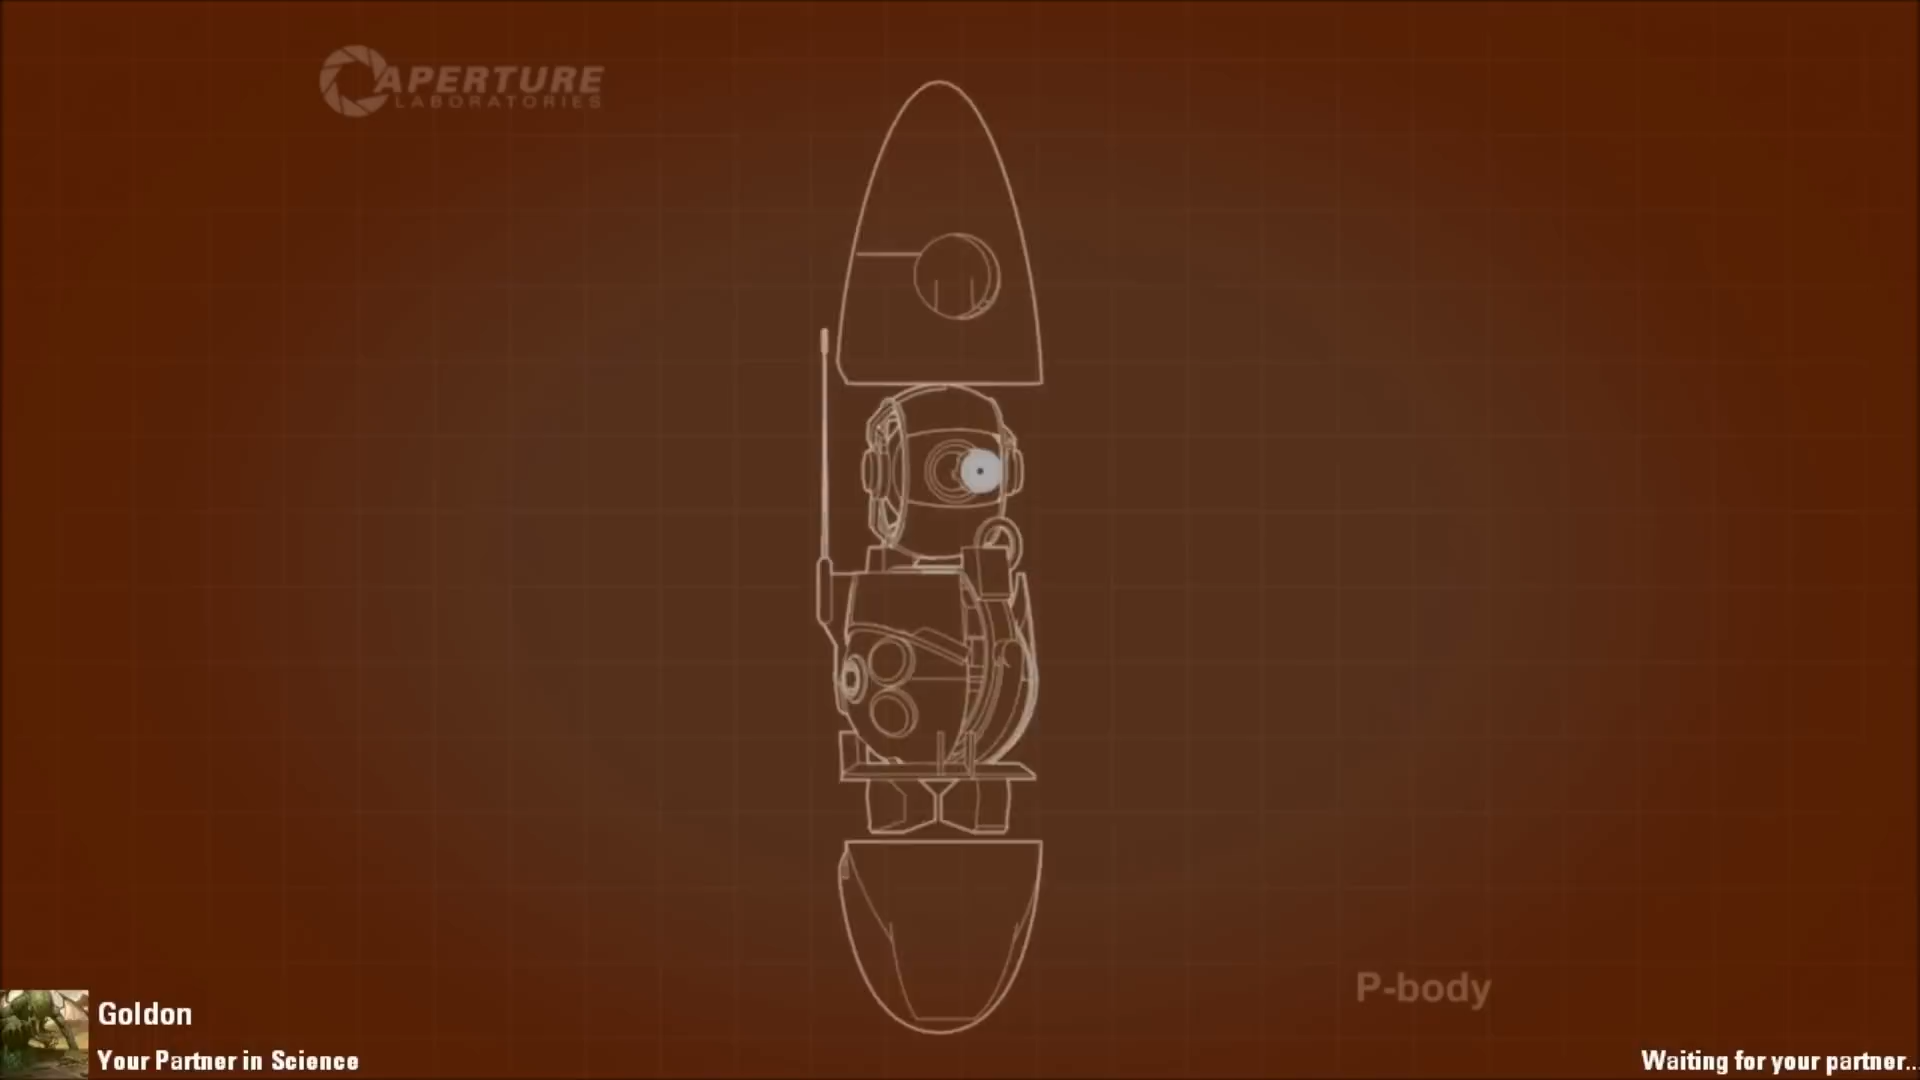 APERTURE
LABORATORIES
P-body
Goldon
Your Partner in Science
Waiting for your partner...